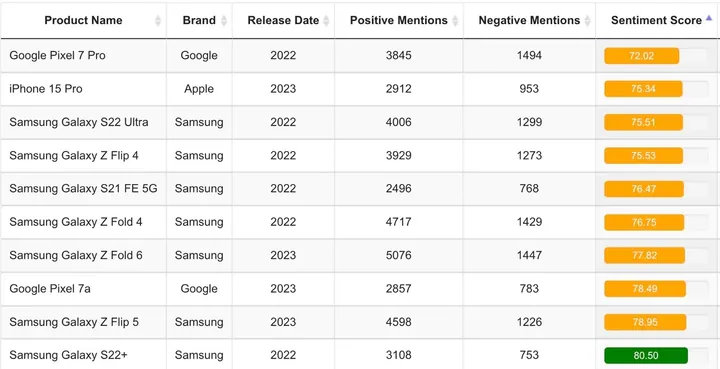 Product Name Brand Release Date Positive Mentions Negative Mentions Sentiment Score
Google Pixel 7 Pro Google 2022 3845 1494 72.02
iPhone 15 Pro Apple 2023 2912 953 75.34
Samsung Galaxy S22 Ultra Samsung 2022 4006 1299 75.51
Samsung Galaxy Z Flip 4 Samsung 2022 3929 1273 75.53
Samsung Galaxy S21 FE 5G Samsung 2022 2496 768 76.47
Samsung Galaxy Z Fold 4 Samsung 2022 4717 1429 76.75
Samsung Galaxy Z Fold 6 Samsung 2023 5076 1447 77.82
Google Pixel 7a Google 2023 2857 783 78.49
Samsung Galaxy Z Flip 5 Samsung 2023 4598 1226 78.95
Samsung Galaxy S22+ Samsung 2022 3108 753 80.50